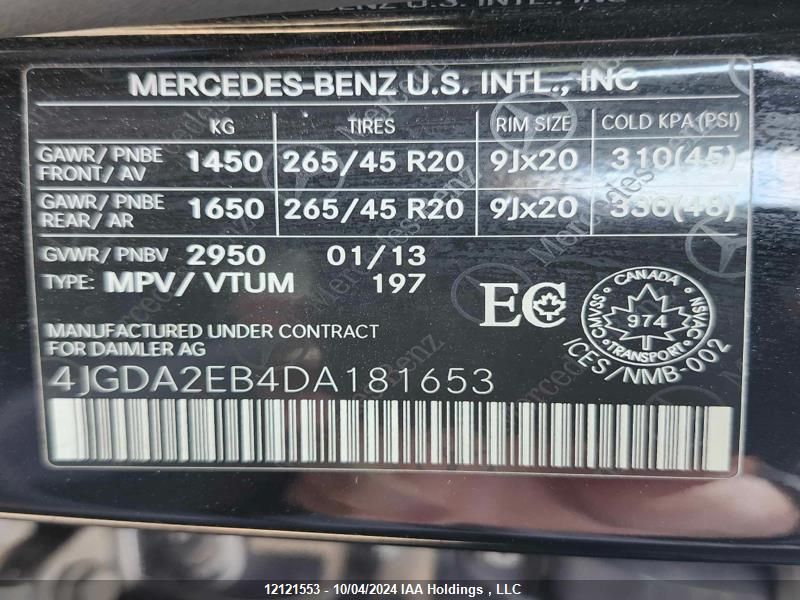 MERCEDES-BENZ U.S. INTL., INC
KG TIRES RIM SIZE COLD KPA (PSI)
GAWR/ PNBE FRONT/ AV 1450 265/45 R20 9Jx20 310(45)
GAWR/ PNBE REAR/ AR 1650 265/45 R20 9Jx20 330(48)
GVWR/ PNBV 2950 01/13
TYPE: MPV/ VTUM 197
EC
CANADA
974
TRANSPORT
SVMNSA
NSVAC
ICES/NMB-002
MANUFACTURED UNDER CONTRACT
FOR DAIMLER AG
4JGDA2EB4DA181653
12121553 - 10/04/2024 IAA Holdings , LLC